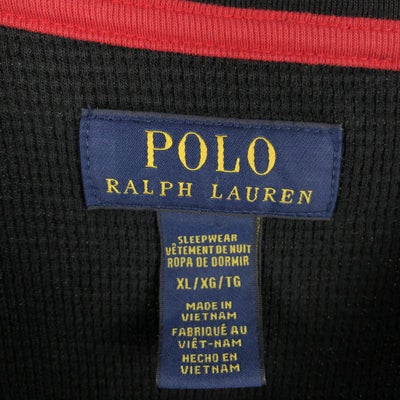 POLO
RALPH LAUREN
SLEEPWEAR
VÊTEMENT DE NUIT
ROPA DE DORMIR
XL/XG/TG
MADE IN
VIETNAM
FABRIQUÉ AU
VIÊT-NAM
HECHO EN
VIETNAM